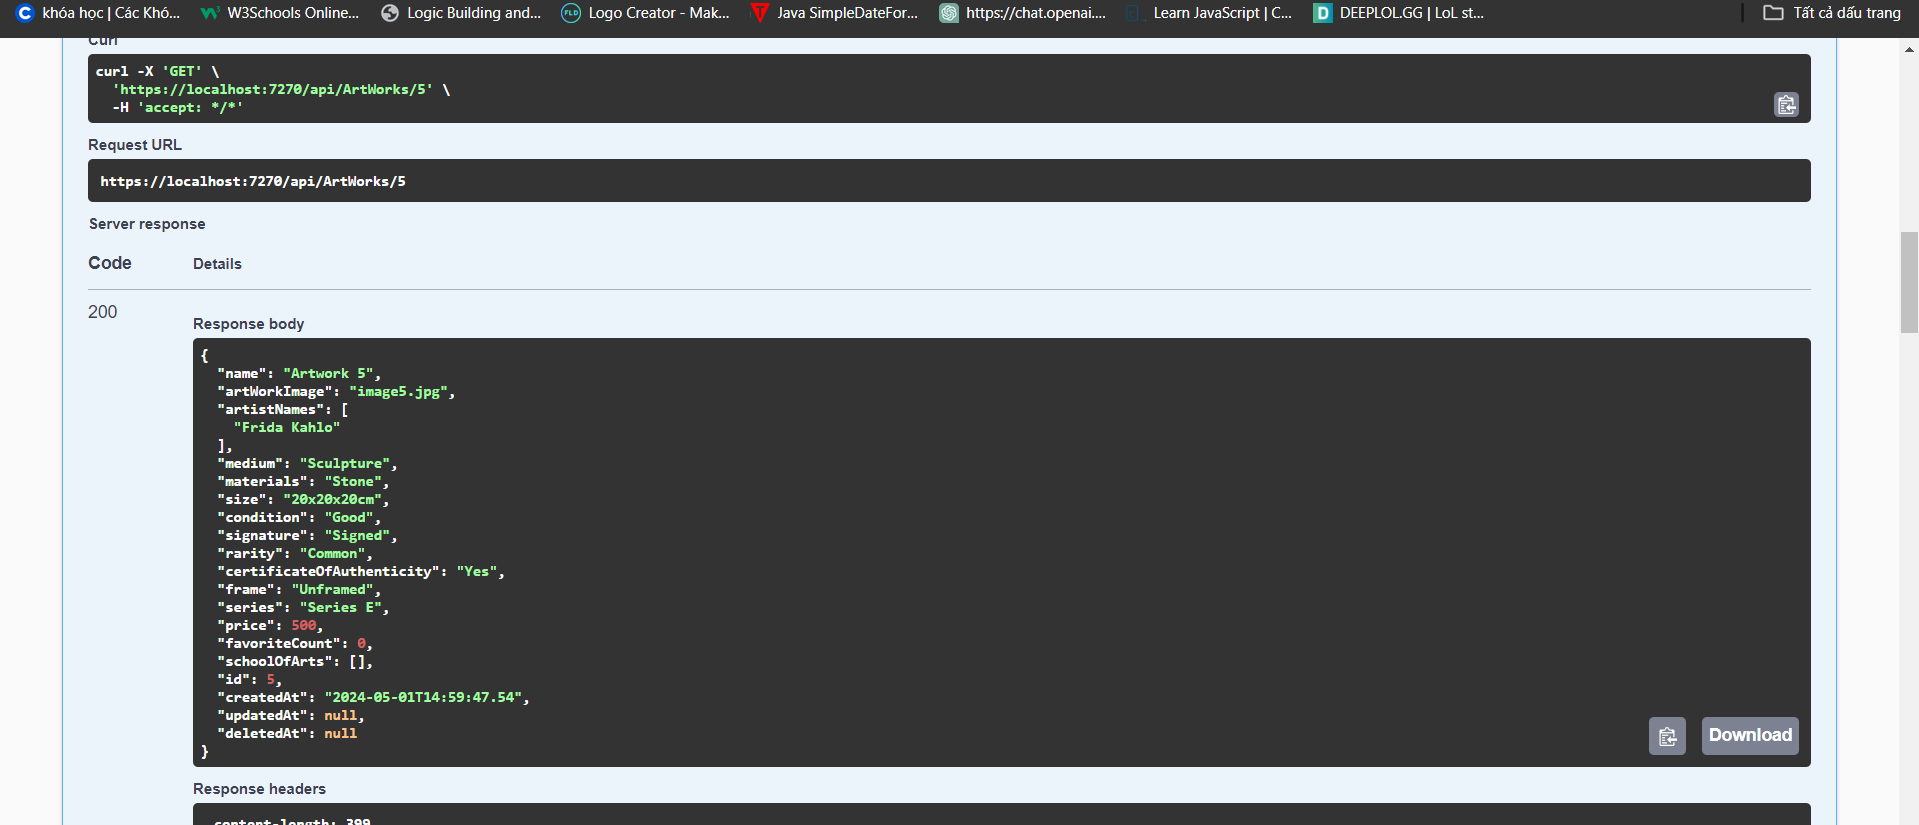 khóa học | Các Khó...
W3Schools Online...
Logic Building and...
FLD
Logo Creator - Mak...
Java SimpleDateFor...
https://chat.openai....
Learn JavaScript | C...
D
DEEPLOL.GG | LoL st...
Tất cả dấu trang
Curl
curl -X 'GET' \
'https://localhost:7270/api/ArtWorks/5' \
-H 'accept: */*'
Request URL
https://localhost:7270/api/ArtWorks/5
Server response
Code Details
200
Response body
{
"name": "Artwork 5",
"artWorkImage": "image5.jpg",
"artistNames": [
"Frida Kahlo"
],
"medium": "Sculpture",
"materials": "Stone",
"size": "20x20x20cm",
"condition": "Good",
"signature": "Signed",
"rarity": "Common",
"certificateOfAuthenticity": "Yes",
"frame": "Unframed",
"series": "Series E",
"price": 500,
"favoriteCount": 0,
"schoolOfArts": [],
"id": 5,
"createdAt": "2024-05-01T14:59:47.54",
"updatedAt": null,
"deletedAt": null
}
Download
Response headers
content-length: 399